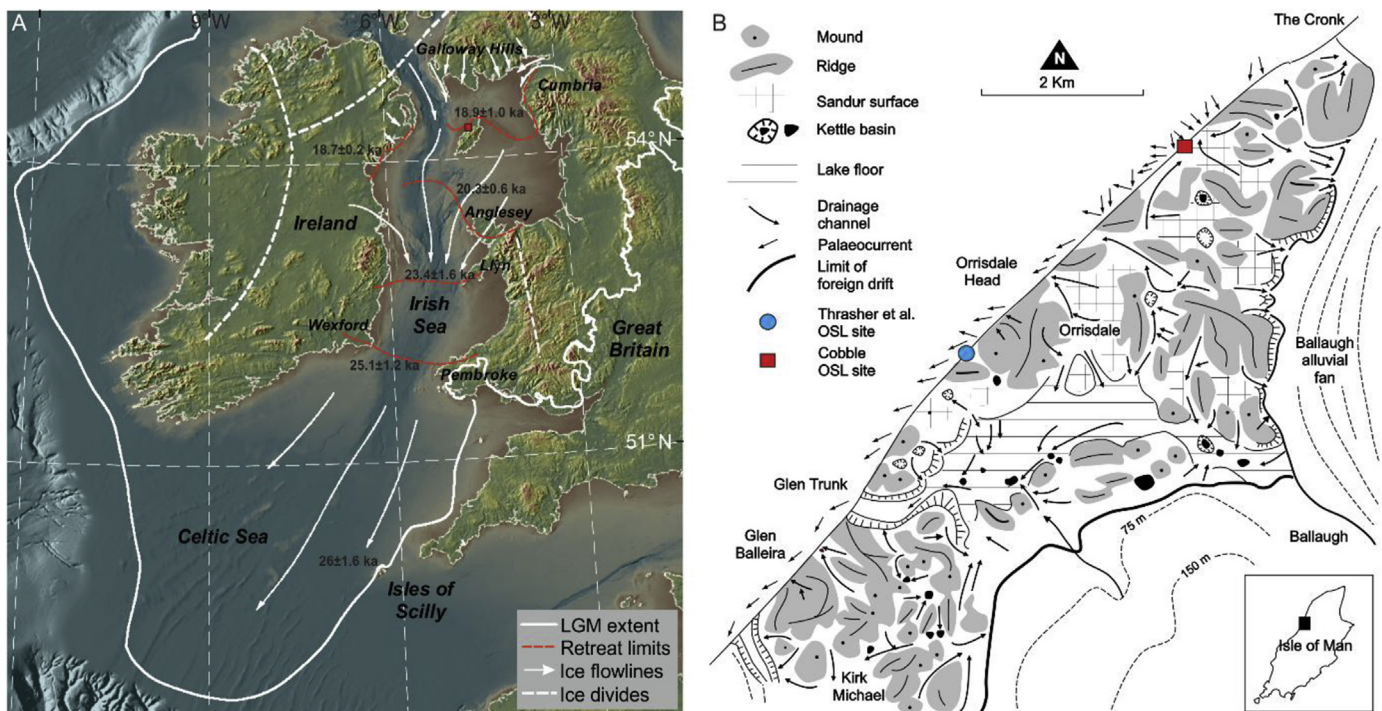 A
9°W
6°W
3°W
Galloway Hills
Cumbria
18.9±1.0 ka
54°N
18.7±0.2 ka
20.3±0.6 ka
Anglesey
Ireland
Llŷn
23.4±1.6 ka
Irish
Sea
Wexford
Great
Britain
25.1±1.2 ka
Pembroke
51°N
Celtic Sea
26±1.6 ka
Isles of
Scilly
LGM extent
Retreat limits
Ice flowlines
Ice divides
B
Mound
Ridge
Sandur surface
Kettle basin
Lake floor
Drainage
channel
Palaeocurrent
Limit of
foreign drift
Thrasher et al.
OSL site
Cobble
OSL site
N
2 Km
The Cronk
Orrisdale
Head
Orrisdale
Ballaugh
alluvial
fan
Glen Trunk
Glen
Balleira
75 m
150 m
Ballaugh
Kirk
Michael
Isle of Man